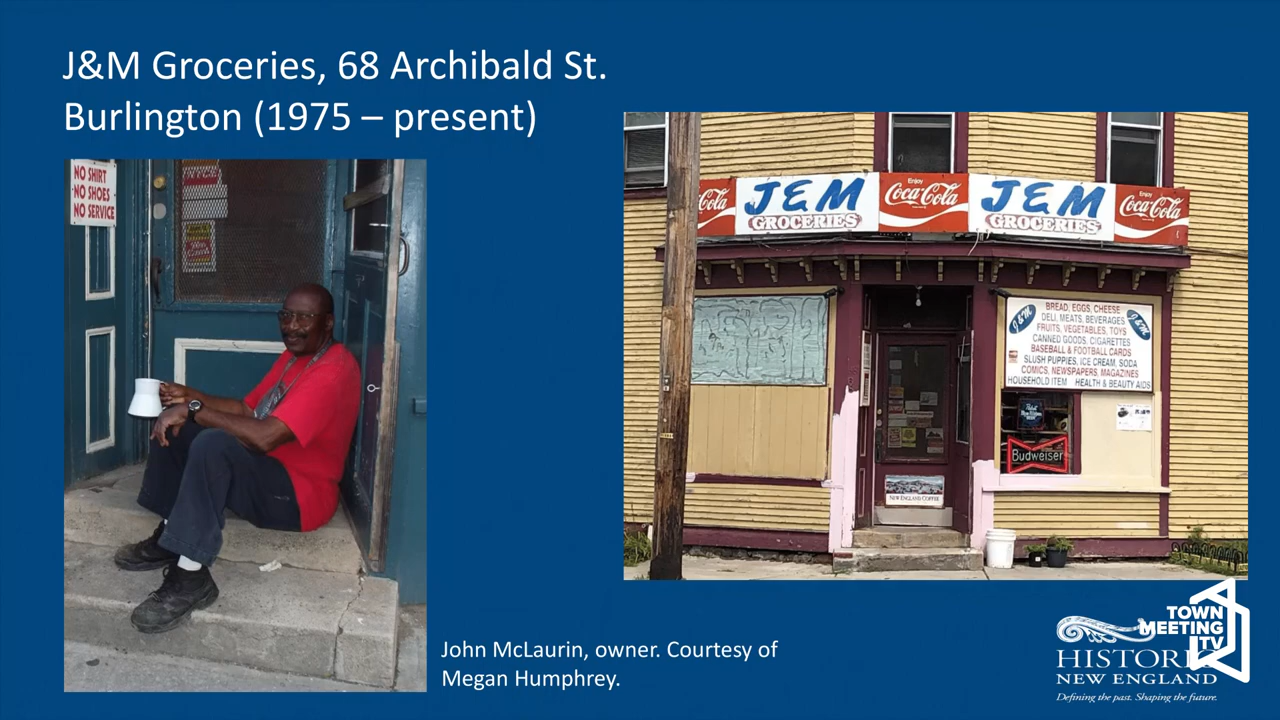 J&M Groceries, 68 Archibald St.
Burlington (1975 – present)
NO SHIRT
NO SHOES
NO SERVICE
Cola
J&M
GROCERIES
Enjoy
Coca-Cola
J&M
GROCERIES
Enjoy
Coca-Cola
J&M
BREAD, EGGS, CHEESE
DELI, MEATS, BEVERAGES
FRUITS, VEGETABLES, TOYS
CANNED GOODS, CIGARETTES
BASEBALL & FOOTBALL CARDS
SLUSH PUPPIES, ICE CREAM, SODA
COMICS, NEWSPAPERS, MAGAZINES
HOUSEHOLD ITEM HEALTH & BEAUTY AIDS
J&M
Budweiser
NEW ENGLAND COFFEE
John McLaurin, owner. Courtesy of
Megan Humphrey.
TOWN
MEETING
TV
HISTORI
NEW ENGLAND
Defining the past. Shaping the future.